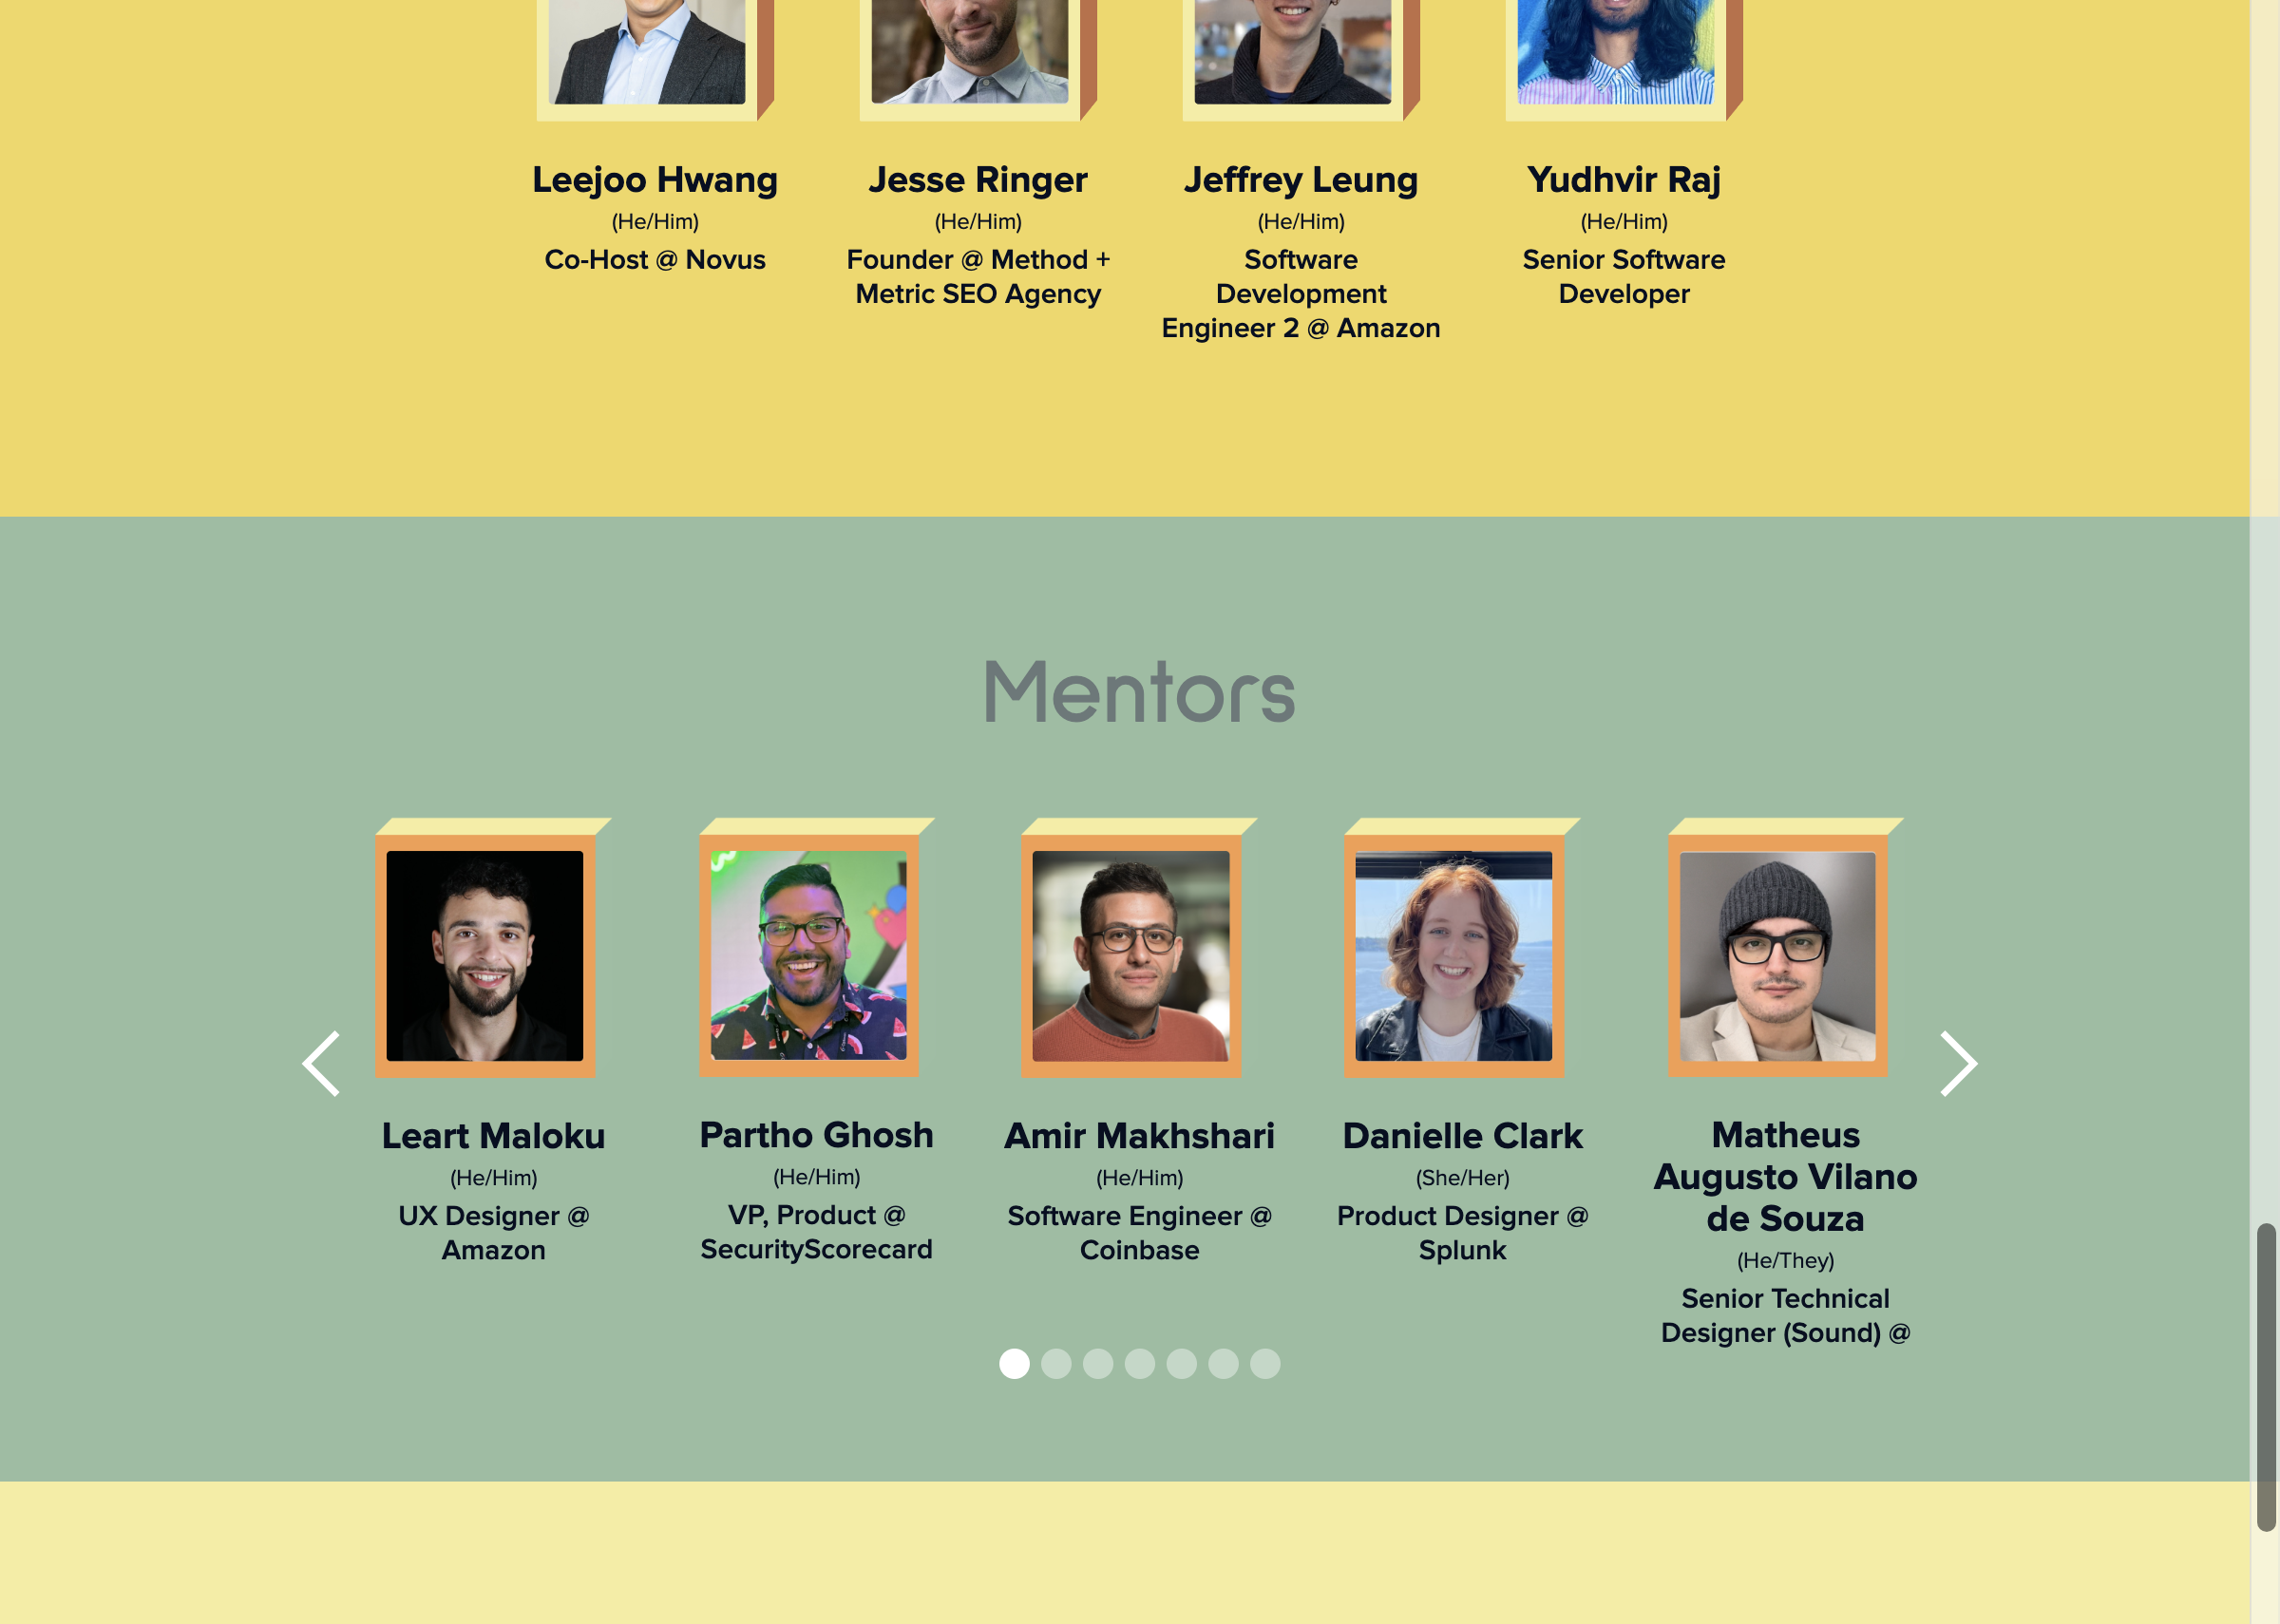 Leejoo Hwang
(He/Him)
Co-Host @ Novus
Jesse Ringer
(He/Him)
Founder @ Method +
Metric SEO Agency
Jeffrey Leung
(He/Him)
Software
Development
Engineer 2 @ Amazon
Yudhvir Raj
(He/Him)
Senior Software
Developer
Mentors
Leart Maloku
(He/Him)
UX Designer @
Amazon
Partho Ghosh
(He/Him)
VP, Product @
SecurityScorecard
Amir Makhshari
(He/Him)
Software Engineer @
Coinbase
Danielle Clark
(She/Her)
Product Designer @
Splunk
Matheus
Augusto Vilano
de Souza
(He/They)
Senior Technical
Designer (Sound) @